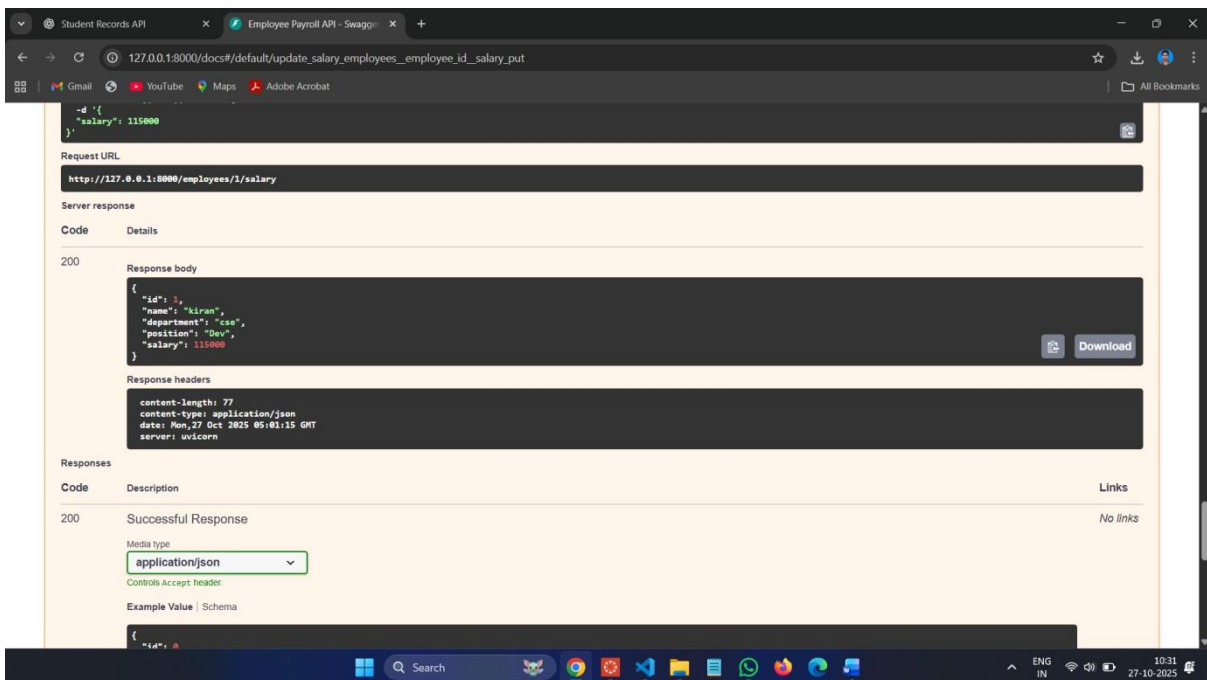 Student Records API
Employee Payroll API - Swagge
127.0.0.1:8000/docs#/default/update_salary_employees__employee_id__salary_put
Gmail YouTube Maps Adobe Acrobat All Bookmarks
-d '{
"salary": 115000
}'
Request URL
http://127.0.0.1:8000/employees/1/salary
Server response
Code Details
200
Response body
{
"id": 1,
"name": "kiran",
"department": "cse",
"position": "Dev",
"salary": 115000
}
Download
Response headers
content-length: 77
content-type: application/json
date: Mon,27 Oct 2025 05:01:15 GMT
server: uvicorn
Responses
Code Description Links
200 Successful Response No links
Media type
application/json
Controls Accept header.
Example Value | Schema
{
"id": 0
Search
ENG
IN
10:31
27-10-2025